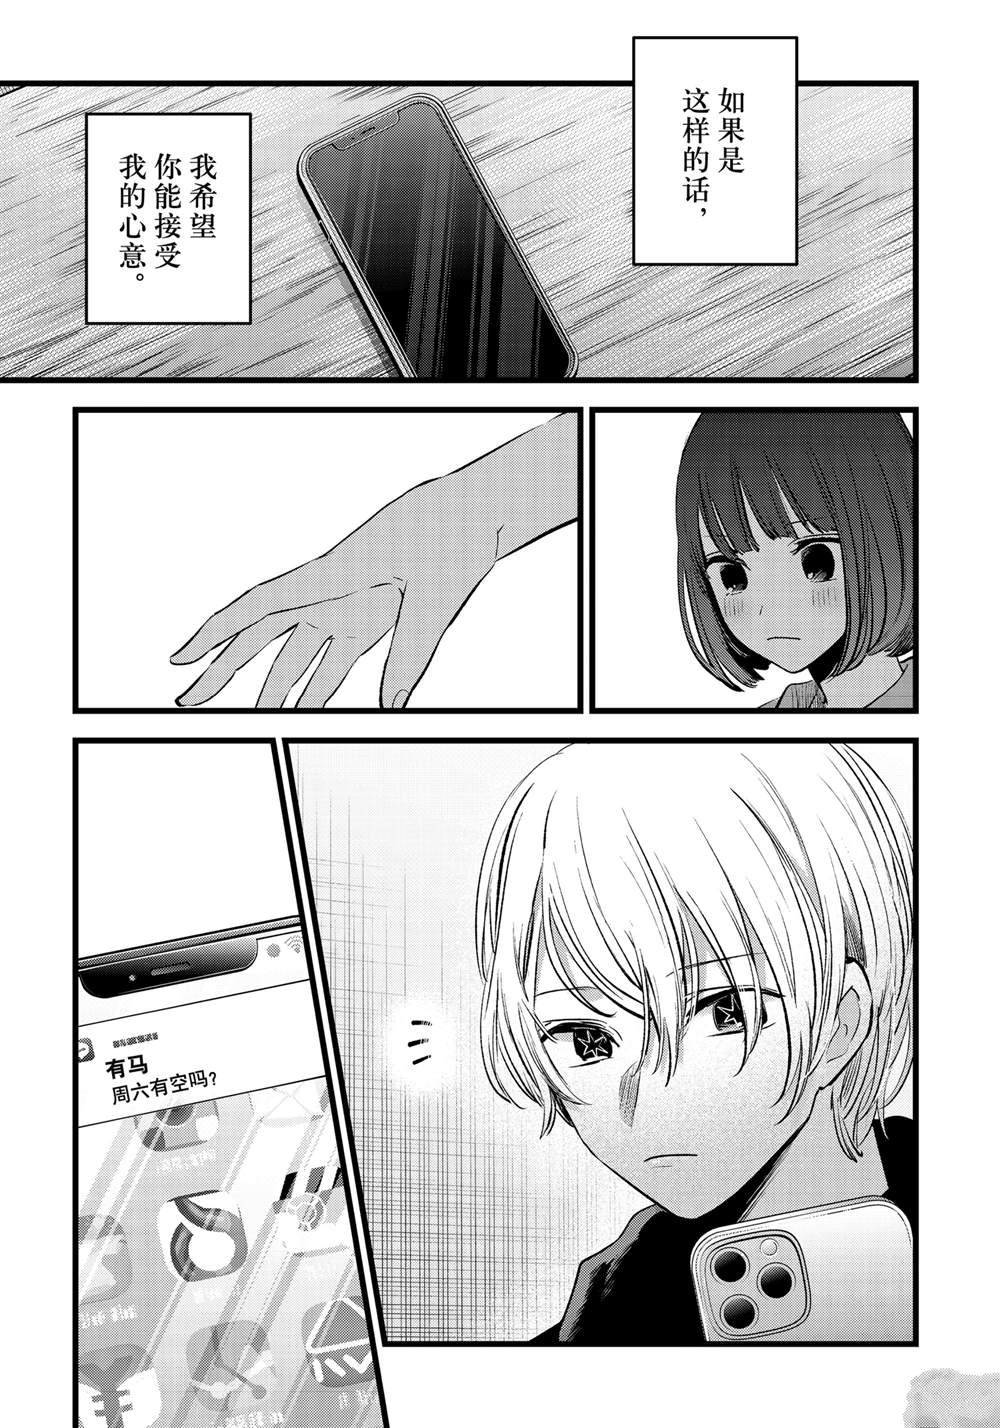 如果是
这样的话，
我希望
你能接受
我的心意。
有马
周六有空吗？